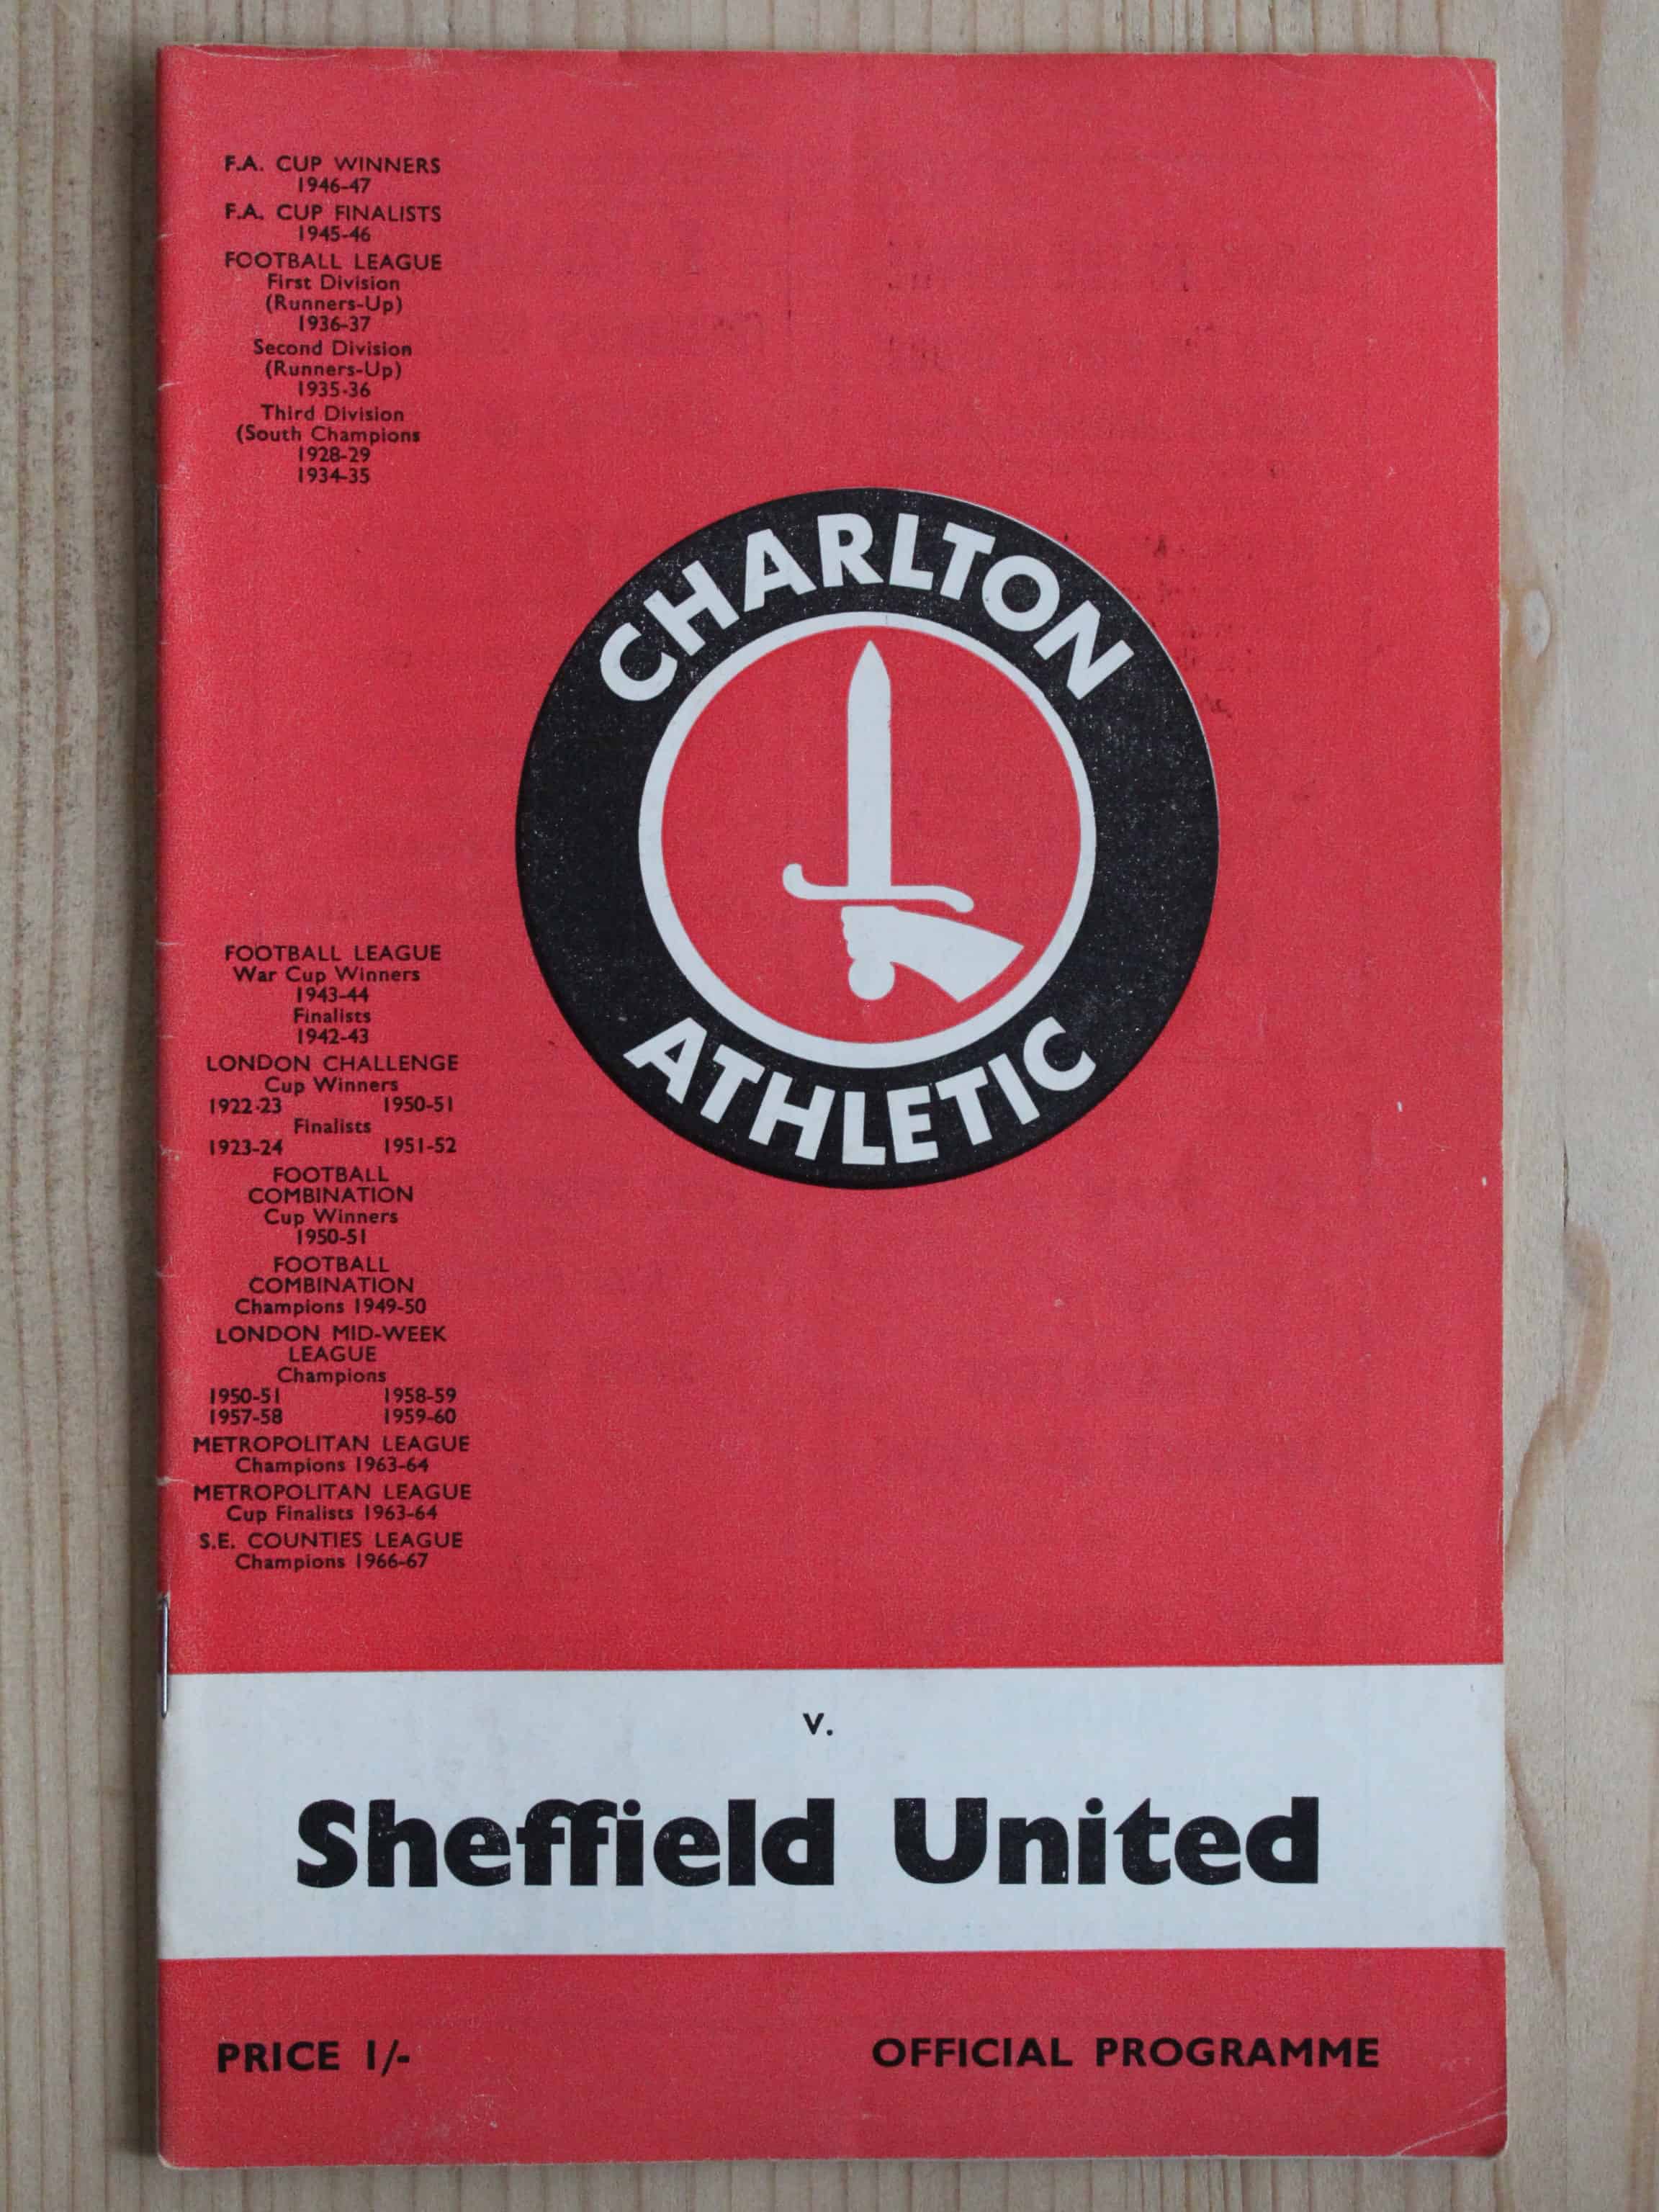 F.A. CUP WINNERS
1946-47
F.A. CUP FINALISTS
1945-46
FOOTBALL LEAGUE
First Division
(Runners-Up)
1936-37
Second Division
(Runners-Up)
1935-36
Third Division
(South Champions
1928-29
1934-35
CHARLTON
ATHLETIC
FOOTBALL LEAGUE
War Cup Winners
1943-44
Finalists
1942-43
LONDON CHALLENGE
Cup Winners
1922-23 1950-51
Finalists
1923-24 1951-52
FOOTBALL
COMBINATION
Cup Winners
1950-51
FOOTBALL
COMBINATION
Champions 1949-50
LONDON MID-WEEK
LEAGUE
Champions
1950-51 1958-59
1957-58 1959-60
METROPOLITAN LEAGUE
Champions 1963-64
METROPOLITAN LEAGUE
Cup Finalists 1963-64
S.E. COUNTIES LEAGUE
Champions 1966-67
v.
Sheffield United
PRICE 1/- OFFICIAL PROGRAMME